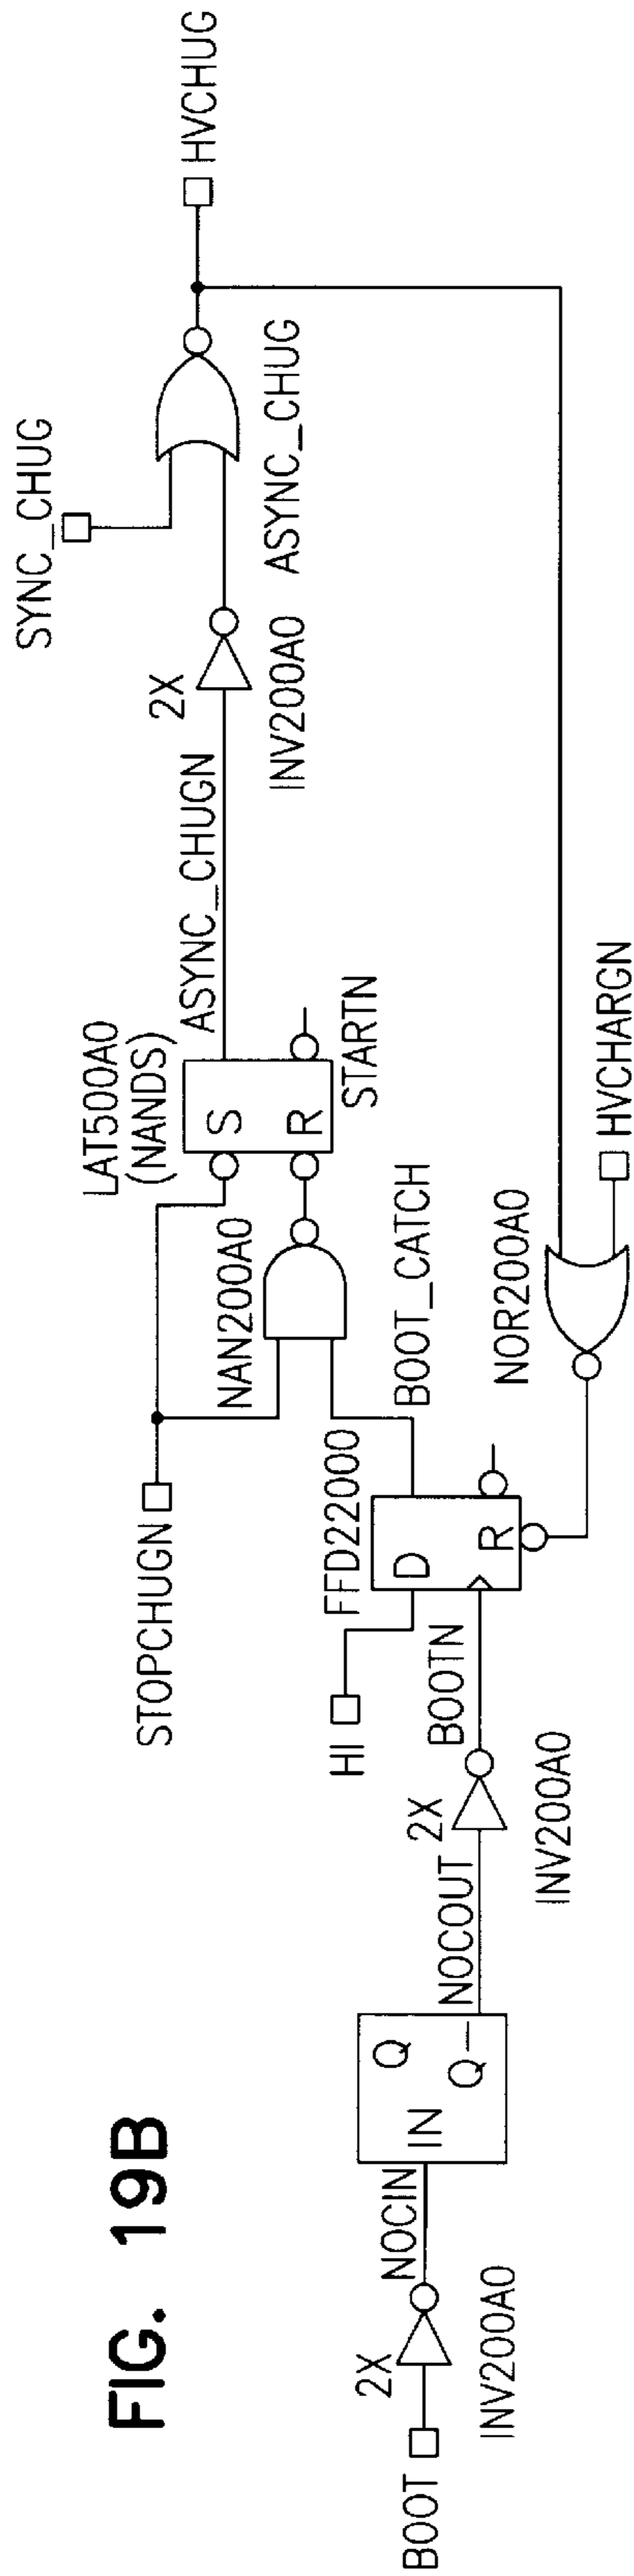 FIG. 19B
BOOT
2X
INV200A0
NOCIN
IN
Q
Q—
NOCOUT
2X
INV200A0
BOOTN
HI
FFD22000
D
R
BOOT_CATCH
STOPCHUGN
NAN200A0
LAT500A0
(NANDS)
S
R
STARTN
ASYNC_CHUGN
2X
INV200A0
ASYNC_CHUG
SYNC_CHUG
HVCHUG
NOR200A0
HVCHARGN